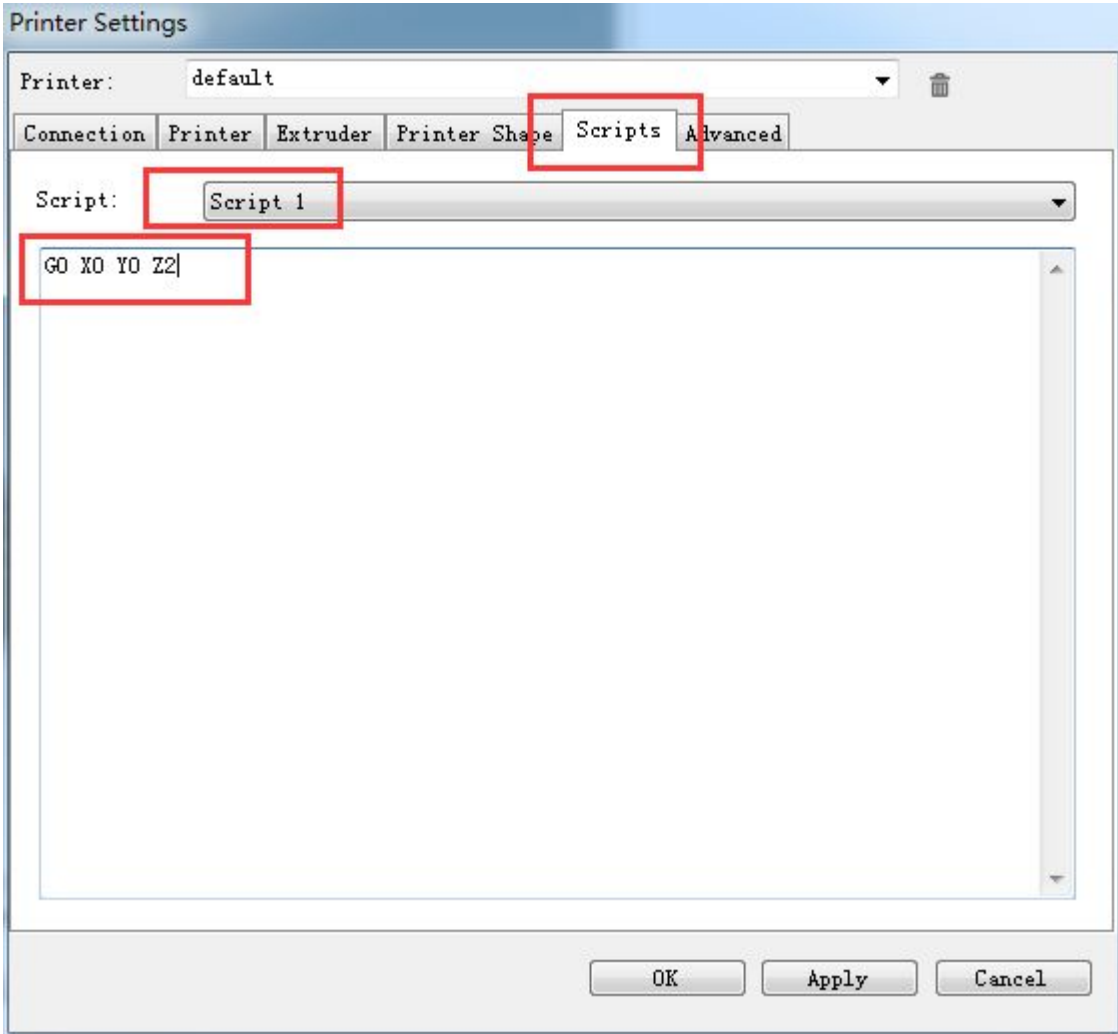 Printer Settings
Printer: default
Connection Printer Extruder Printer Shape Scripts Advanced
Script: Script 1
G0 X0 Y0 Z2
OK Apply Cancel